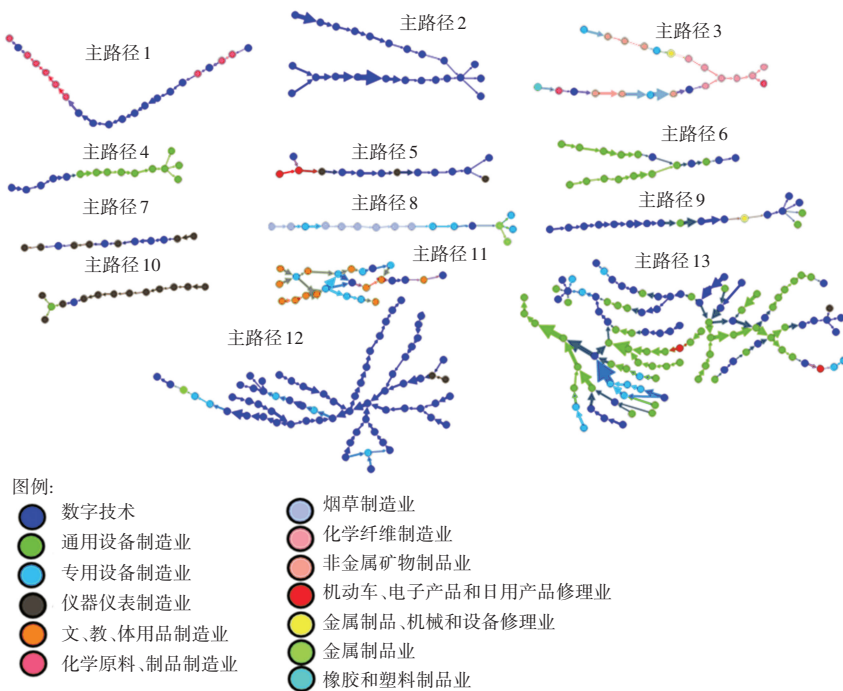 主路径1
主路径2
主路径3
主路径4
主路径5
主路径6
主路径7
主路径8
主路径9
主路径10
主路径11
主路径12
主路径13
图例:
数字技术
通用设备制造业
专用设备制造业
仪器仪表制造业
文、教、体用品制造业
化学原料、制品制造业
烟草制造业
化学纤维制造业
非金属矿物制品业
机动车、电子产品和日用产品修理业
金属制品、机械和设备修理业
金属制品业
橡胶和塑料制品业